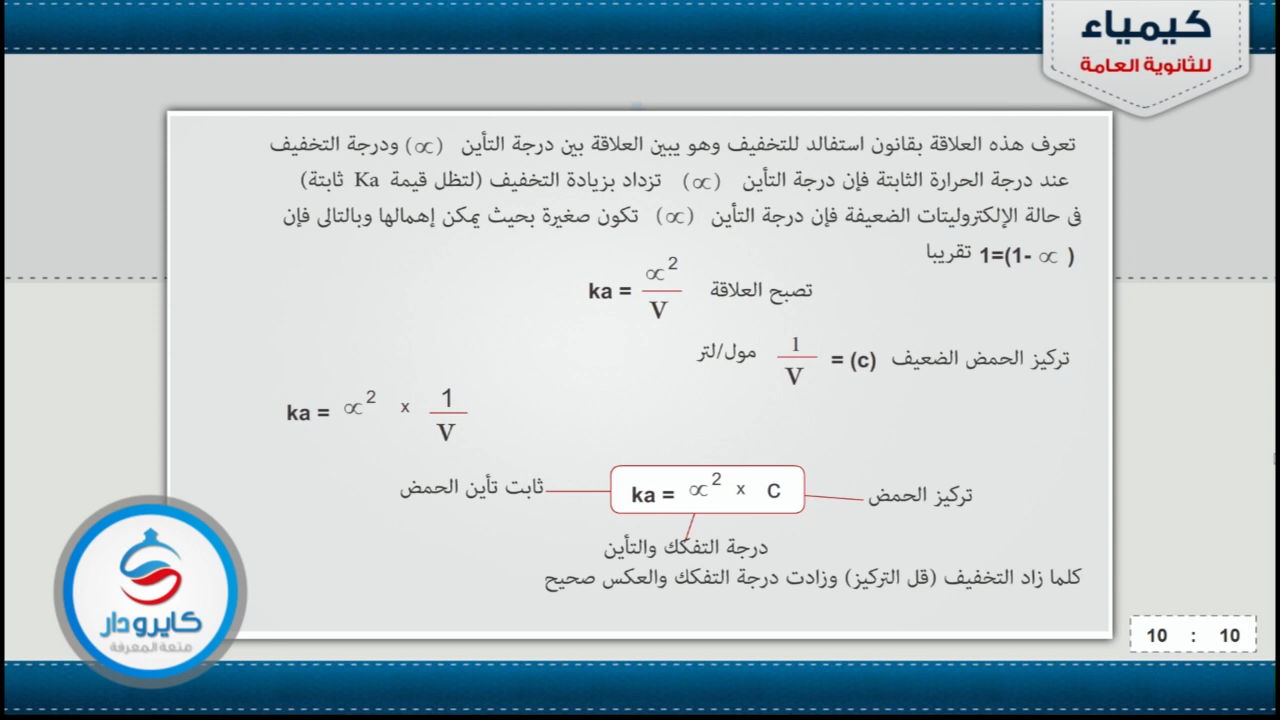 كيمياء
للثانوية العامة
تعرف هذه العلاقة بقانون استفالد للتخفيف وهو يبين العلاقة بين درجة التأين (∝) ودرجة التخفيف
عند درجة الحرارة الثابتة فإن درجة التأين (∝) تزداد بزيادة التخفيف (لتظل قيمة Ka ثابتة)
فى حالة الإلكتروليتات الضعيفة فإن درجة التأين (∝) تكون صغيرة بحيث يمكن إهمالها وبالتالى فإن
1=(1- ∝ ) تقريبا
تصبح العلاقة ka = ∝² / V
تركيز الحمض الضعيف (c) = 1 / V مول/لتر
ka = ∝² x 1 / V
تركيز الحمض ka = ∝² x C ثابت تأين الحمض
درجة التفكك والتأين
كلما زاد التخفيف (قل التركيز) وزادت درجة التفكك والعكس صحيح
كايرودار
متعة المعرفة
10 : 10